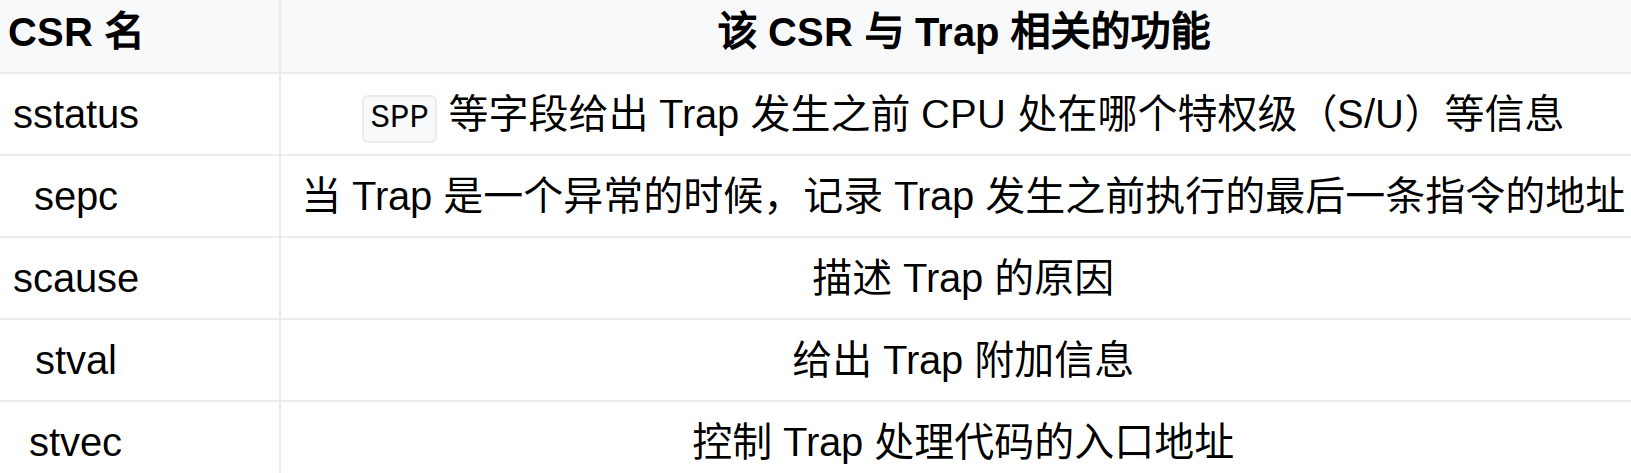 CSR 名 该 CSR 与 Trap 相关的功能
sstatus SPP 等字段给出 Trap 发生之前 CPU 处在哪个特权级（S/U）等信息
sepc 当 Trap 是一个异常的时候，记录 Trap 发生之前执行的最后一条指令的地址
scause 描述 Trap 的原因
stval 给出 Trap 附加信息
stvec 控制 Trap 处理代码的入口地址